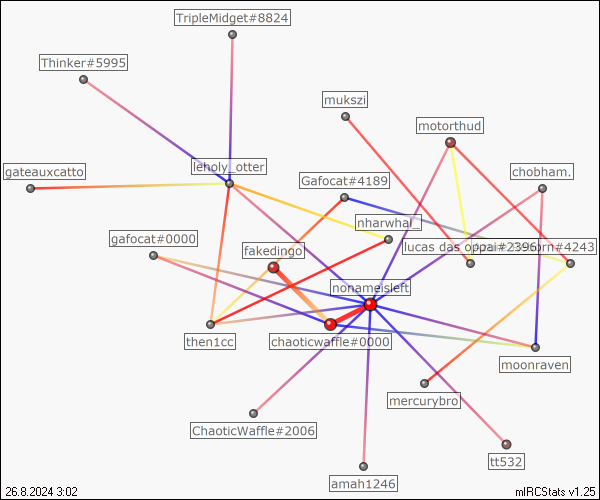 TripleMidget#8824
Thinker#5995
mukszi
motorthud
leholy_otter
gateauxcatto
Gafocat#4189
chobham.
nharwhal_
gafocat#0000
fakedingo
lucas das oppai#2396
orn#4243
nonameisleft
then1cc
chaoticwaffle#0000
moonraven
mercurybro
ChaoticWaffle#2006
tt532
amah1246
26.8.2024 3:02
mIRCStats v1.25